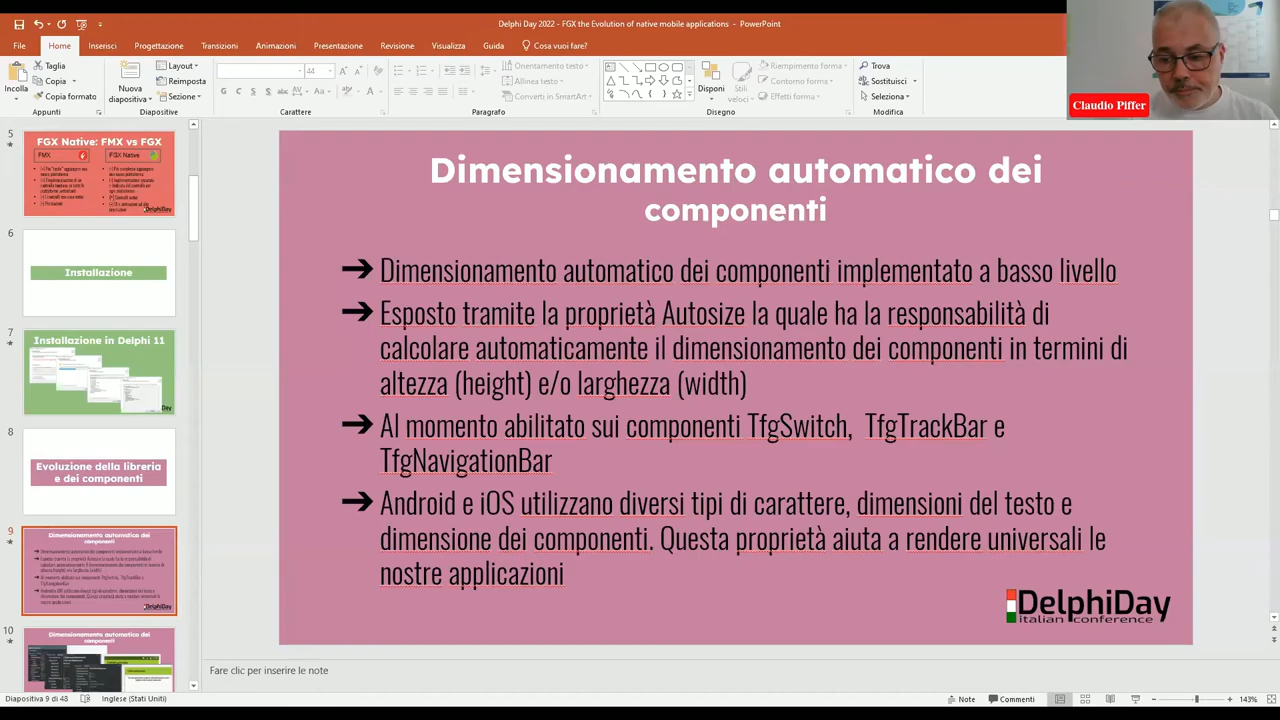 Delphi Day 2022 - FGX the Evolution of native mobile applications - PowerPoint
File Home Inserisci Progettazione Transizioni Animazioni Presentazione Revisione Visualizza Guida Cosa vuoi fare?
Taglia
Copia
Copia formato
Incolla
Appunti
Nuova
diapositiva
Layout
Reimposta
Sezione
Diapositive
44
G C S
Carattere
Orientamento testo
Allinea testo
Converti in SmartArt
Paragrafo
Disponi
Stili
veloci
Riempimento forma
Contorno forma
Effetti forma
Disegno
Trova
Sostituisci
Seleziona
Modifica
Claudio Piffer
5
FGX Native: FMX vs FGX
FMX
FGX Native
DelphiDay
6
Installazione
7
Installazione in Delphi 11
Day
8
Evoluzione della libreria
e dei componenti
9
Dimensionamento automatico dei
componenti
DelphiDay
10
Dimensionamento automatico dei
componenti
Dimensionamento automatico dei
componenti
➔ Dimensionamento automatico dei componenti implementato a basso livello
➔ Esposto tramite la proprietà Autosize la quale ha la responsabilità di
calcolare automaticamente il dimensionamento dei componenti in termini di
altezza (height) e/o larghezza (width)
➔ Al momento abilitato sui componenti TfgSwitch, TfgTrackBar e
TfgNavigationBar
➔ Android e iOS utilizzano diversi tipi di carattere, dimensioni del testo e
dimensione dei componenti. Questa proprietà aiuta a rendere universali le
nostre applicazioni
DelphiDay
italian conference
Fare clic per inserire le note
Diapositiva 9 di 48 Inglese (Stati Uniti) Note Commenti 143%